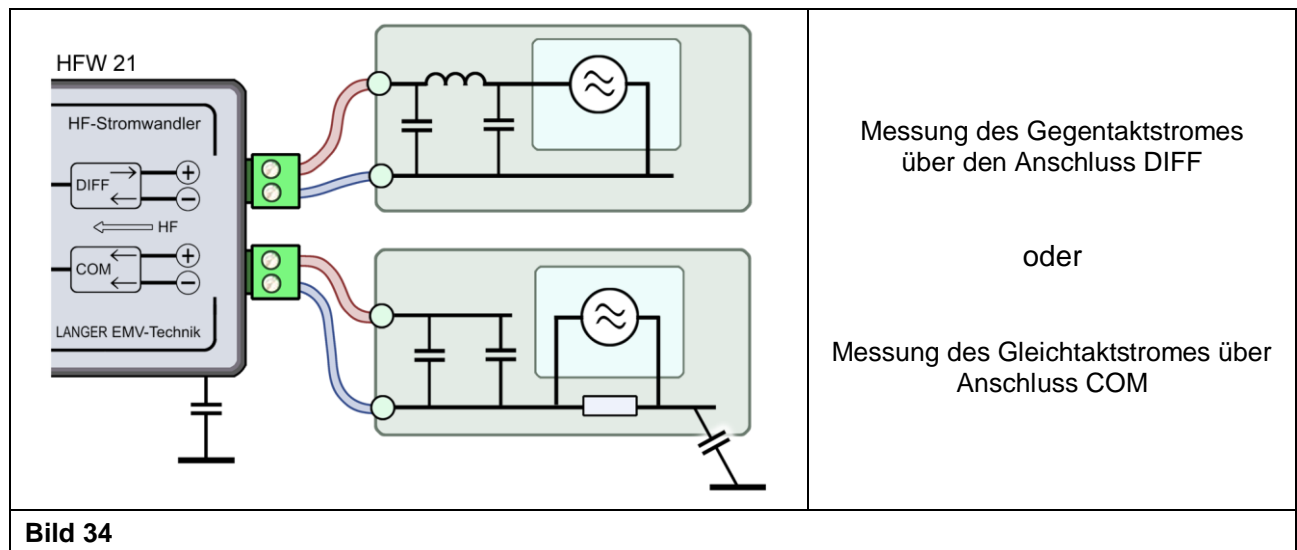 HFW 21
HF-Stromwandler
DIFF
+
−
HF
COM
+
−
LANGER EMV-Technik
Messung des Gegentaktstromes
über den Anschluss DIFF
oder
Messung des Gleichtaktstromes über
Anschluss COM
Bild 34